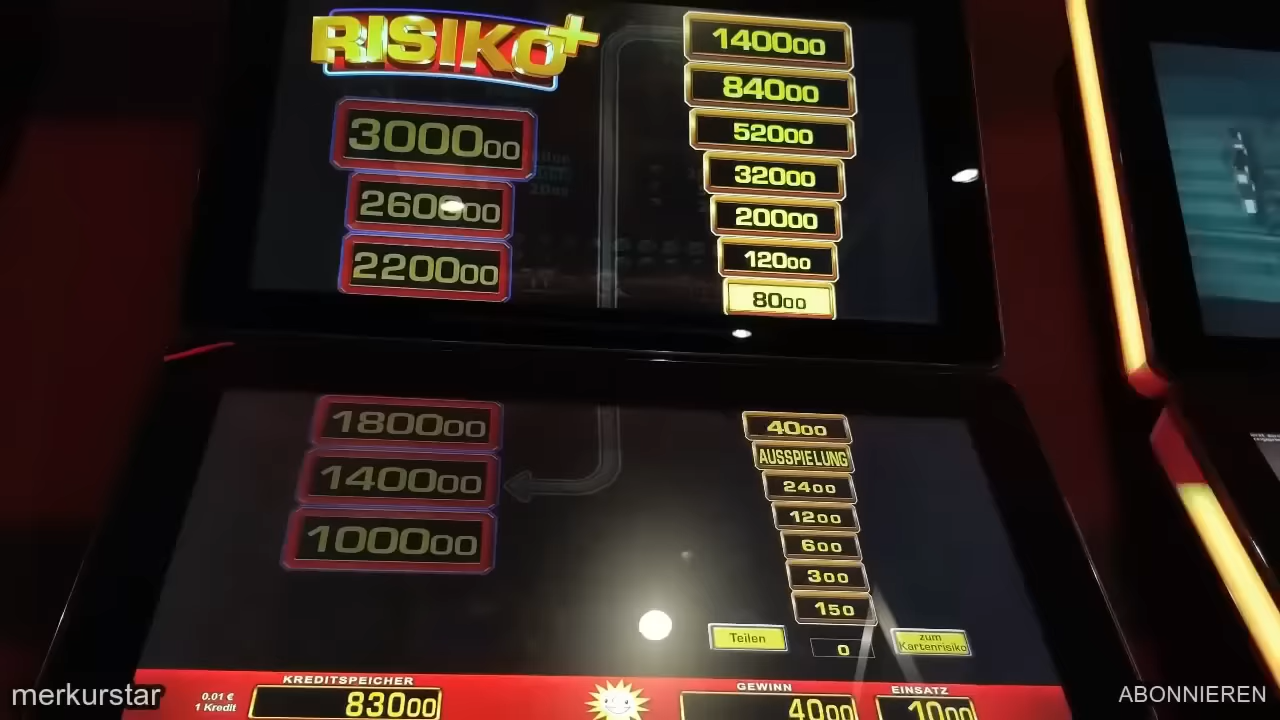 RISIKO+
300000
260000
220000
140000
84000
52000
32000
20000
12000
8000
180000
140000
100000
4000
AUSSPIELUNG
2400
1200
600
300
150
Teilen
0
zum
Kartenrisiko
KREDITSPEICHER
GEWINN
EINSATZ
0.01 €
1 Kredit
83000
4000
1000
merkurstar
ABONNIEREN